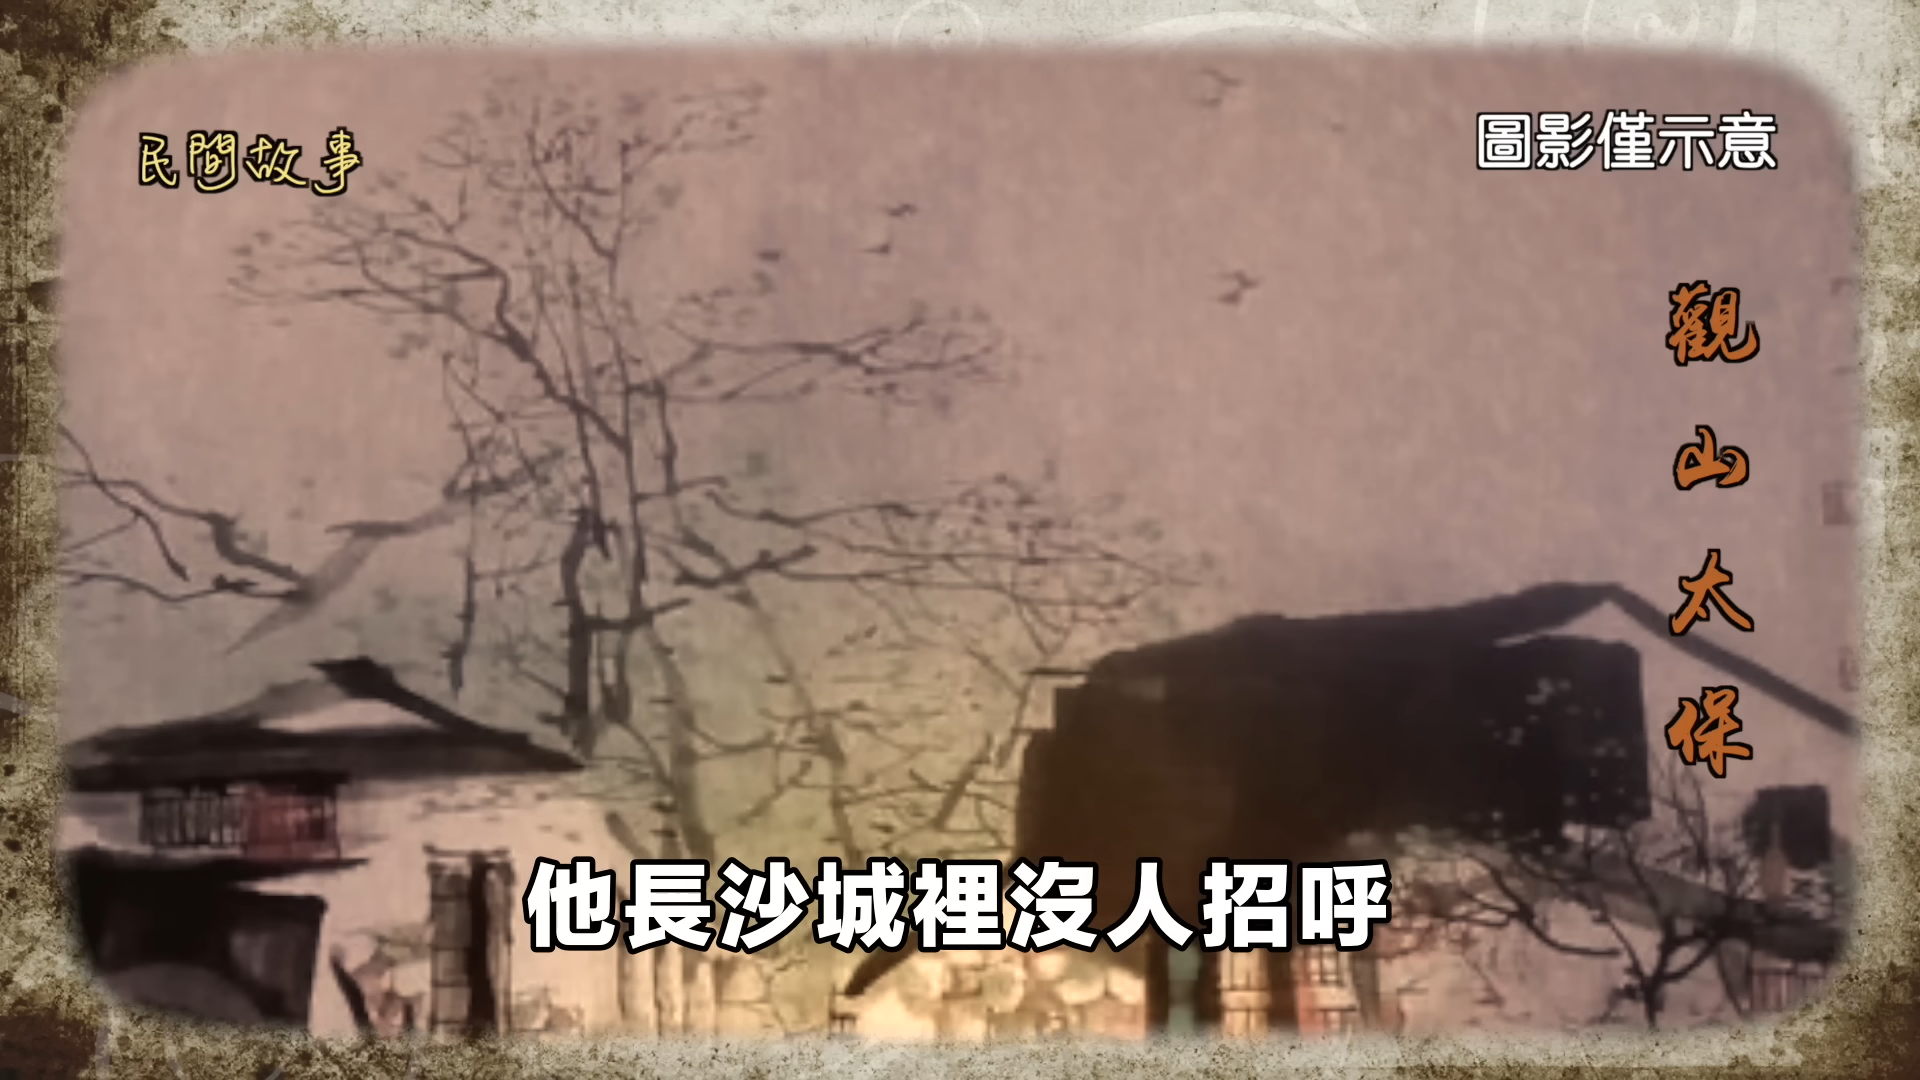 民間故事
圖影僅示意
觀山太保
他長沙城裡沒人招呼